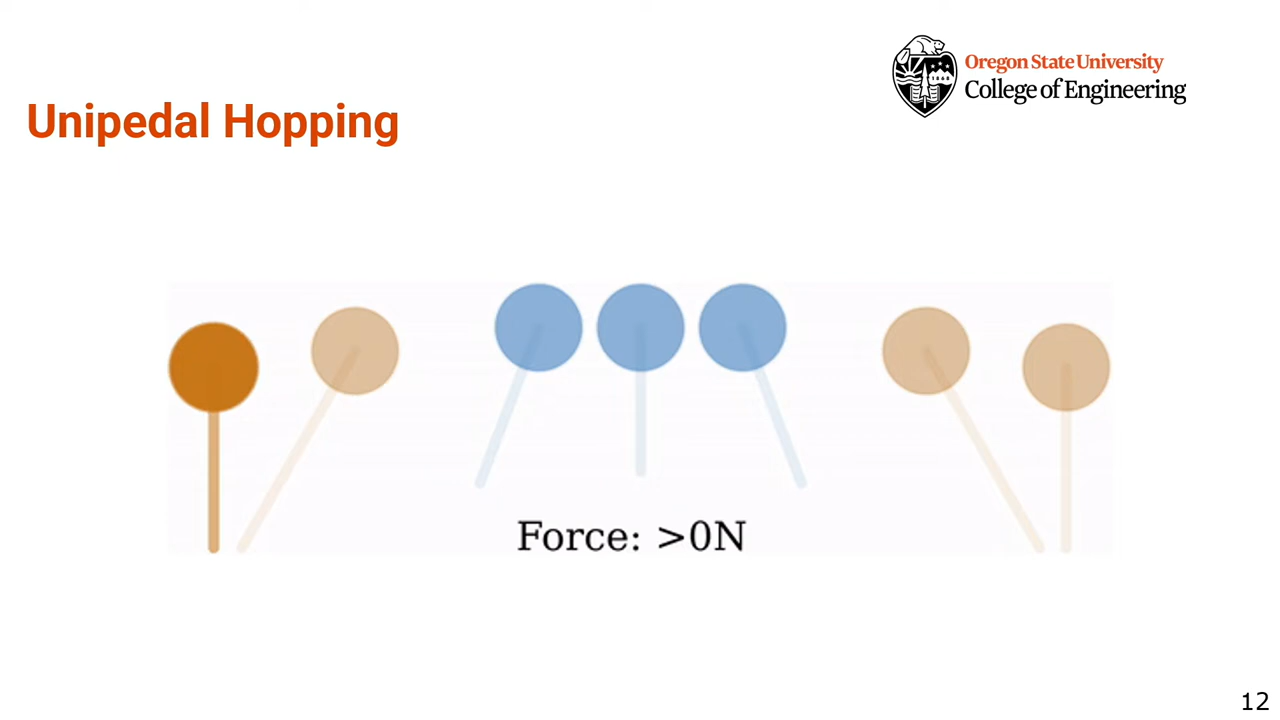 Oregon State University
College of Engineering
Unipedal Hopping
Force: >0N
12